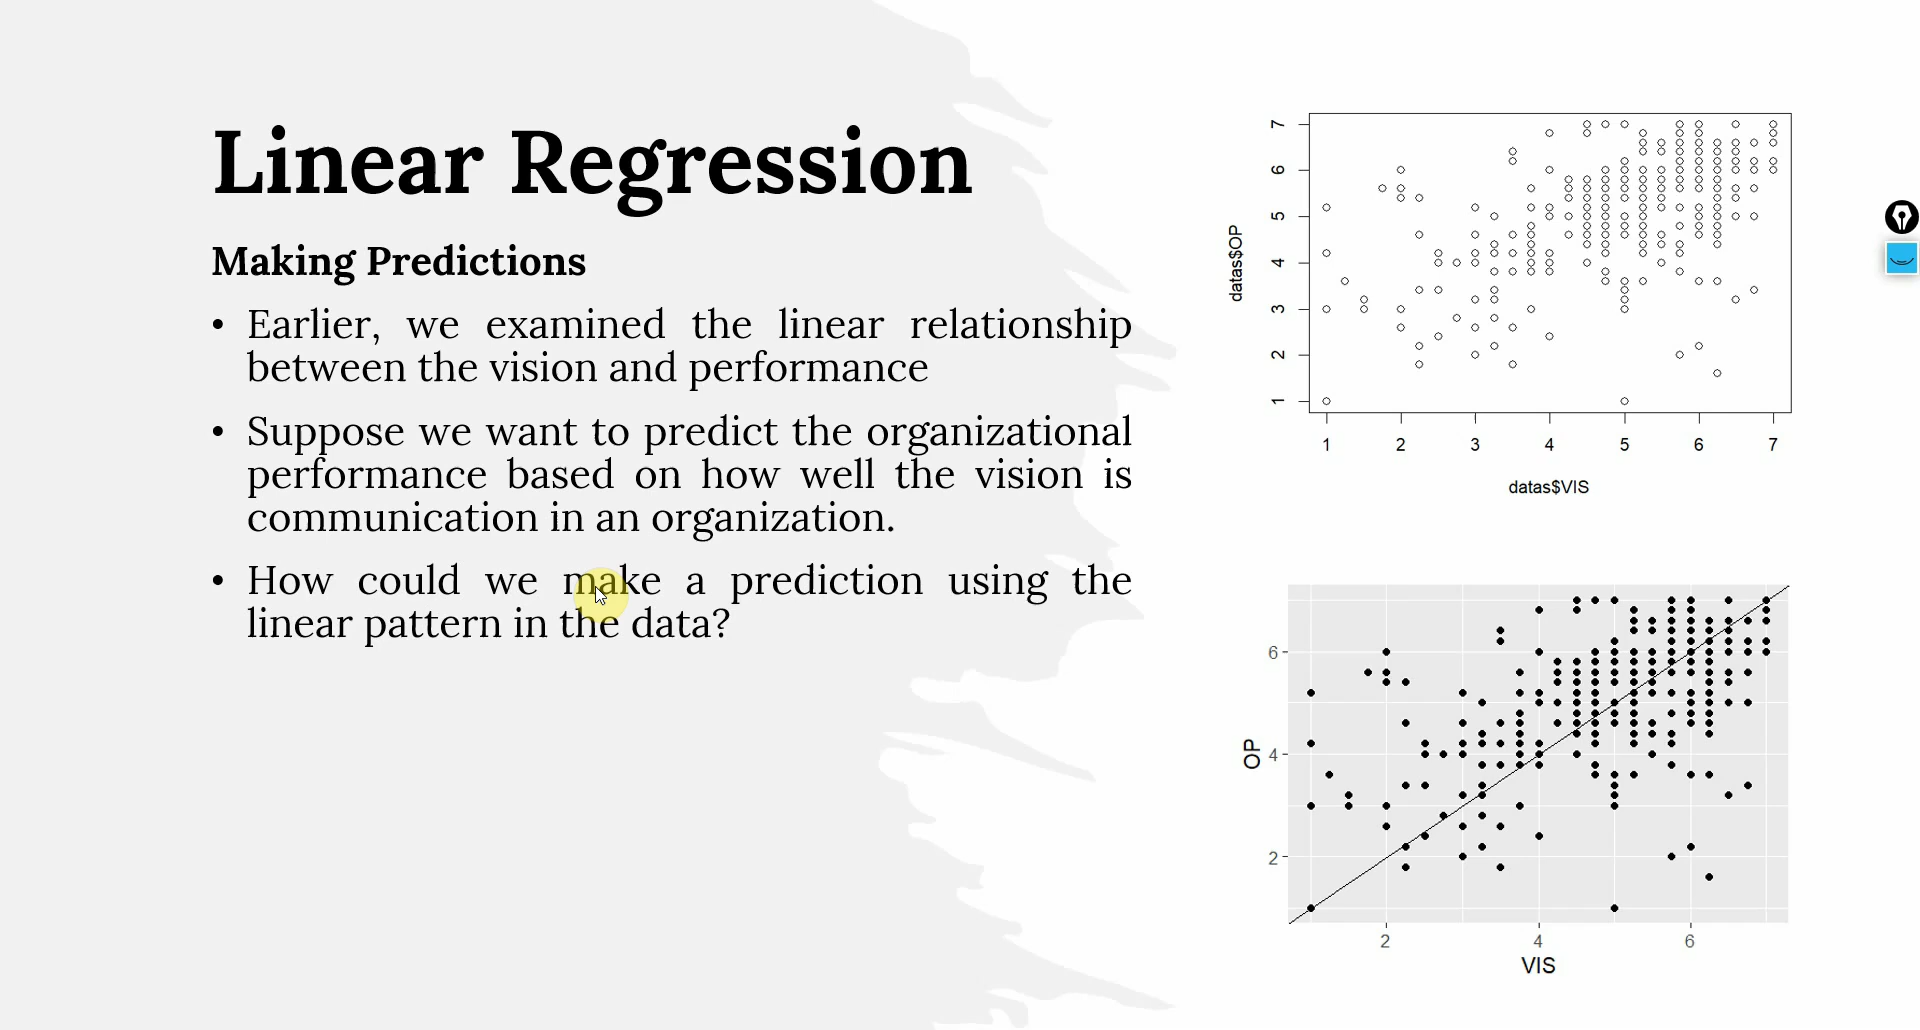 Linear Regression
Making Predictions
• Earlier, we examined the linear relationship
between the vision and performance
• Suppose we want to predict the organizational
performance based on how well the vision is
communication in an organization.
• How could we make a prediction using the
linear pattern in the data?
datas$OP
7
6
5
4
3
2
1
1 2 3 4 5 6 7
datas$VIS
OP
6
4
2
2 4 6
VIS